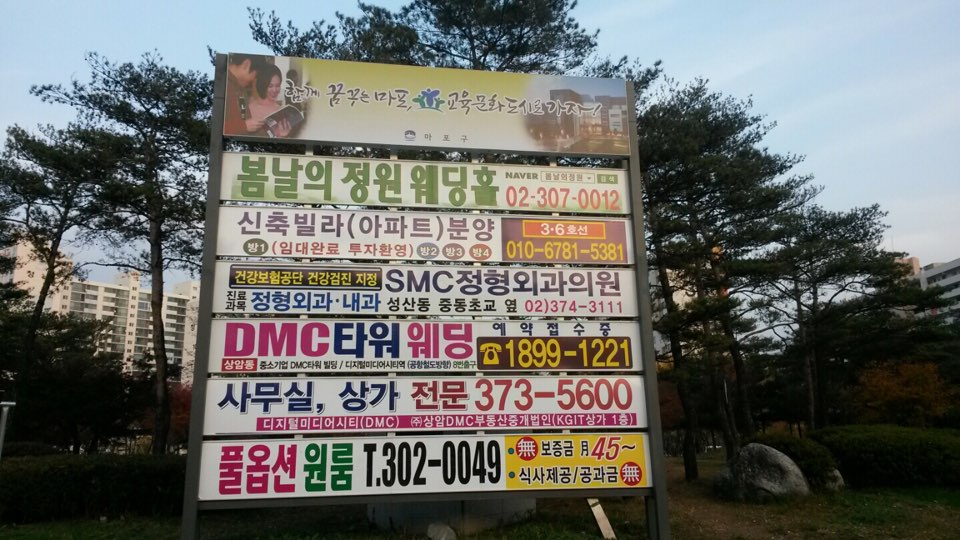 함께 꿈꾸는 마포, 교육문화도시로 가자~!
마포구
봄날의 정원 웨딩홀 NAVER 봄날의정원 검색
02-307-0012
신축빌라(아파트)분양 3·6호선
방1 (임대완료 투자환영) 방2 방3 방4 010-6781-5381
건강보험공단 건강검진 지정 SMC정형외과의원
진료과목 정형외과·내과 성산동 중동초교 옆 02)374-3111
DMC타워웨딩 예약접수중
☎1899-1221
상암동 중소기업 DMC타워 빌딩 / 디지털미디어시티역 (공항철도방향) 8번출구
사무실, 상가 전문 373-5600
디지털미디어시티(DMC) ㈜상암DMC부동산중개법인(KGIT상가 1층)
풀옵션 원룸 T.302-0049
·無 보증금 月 45~
·식사제공/공과금 無